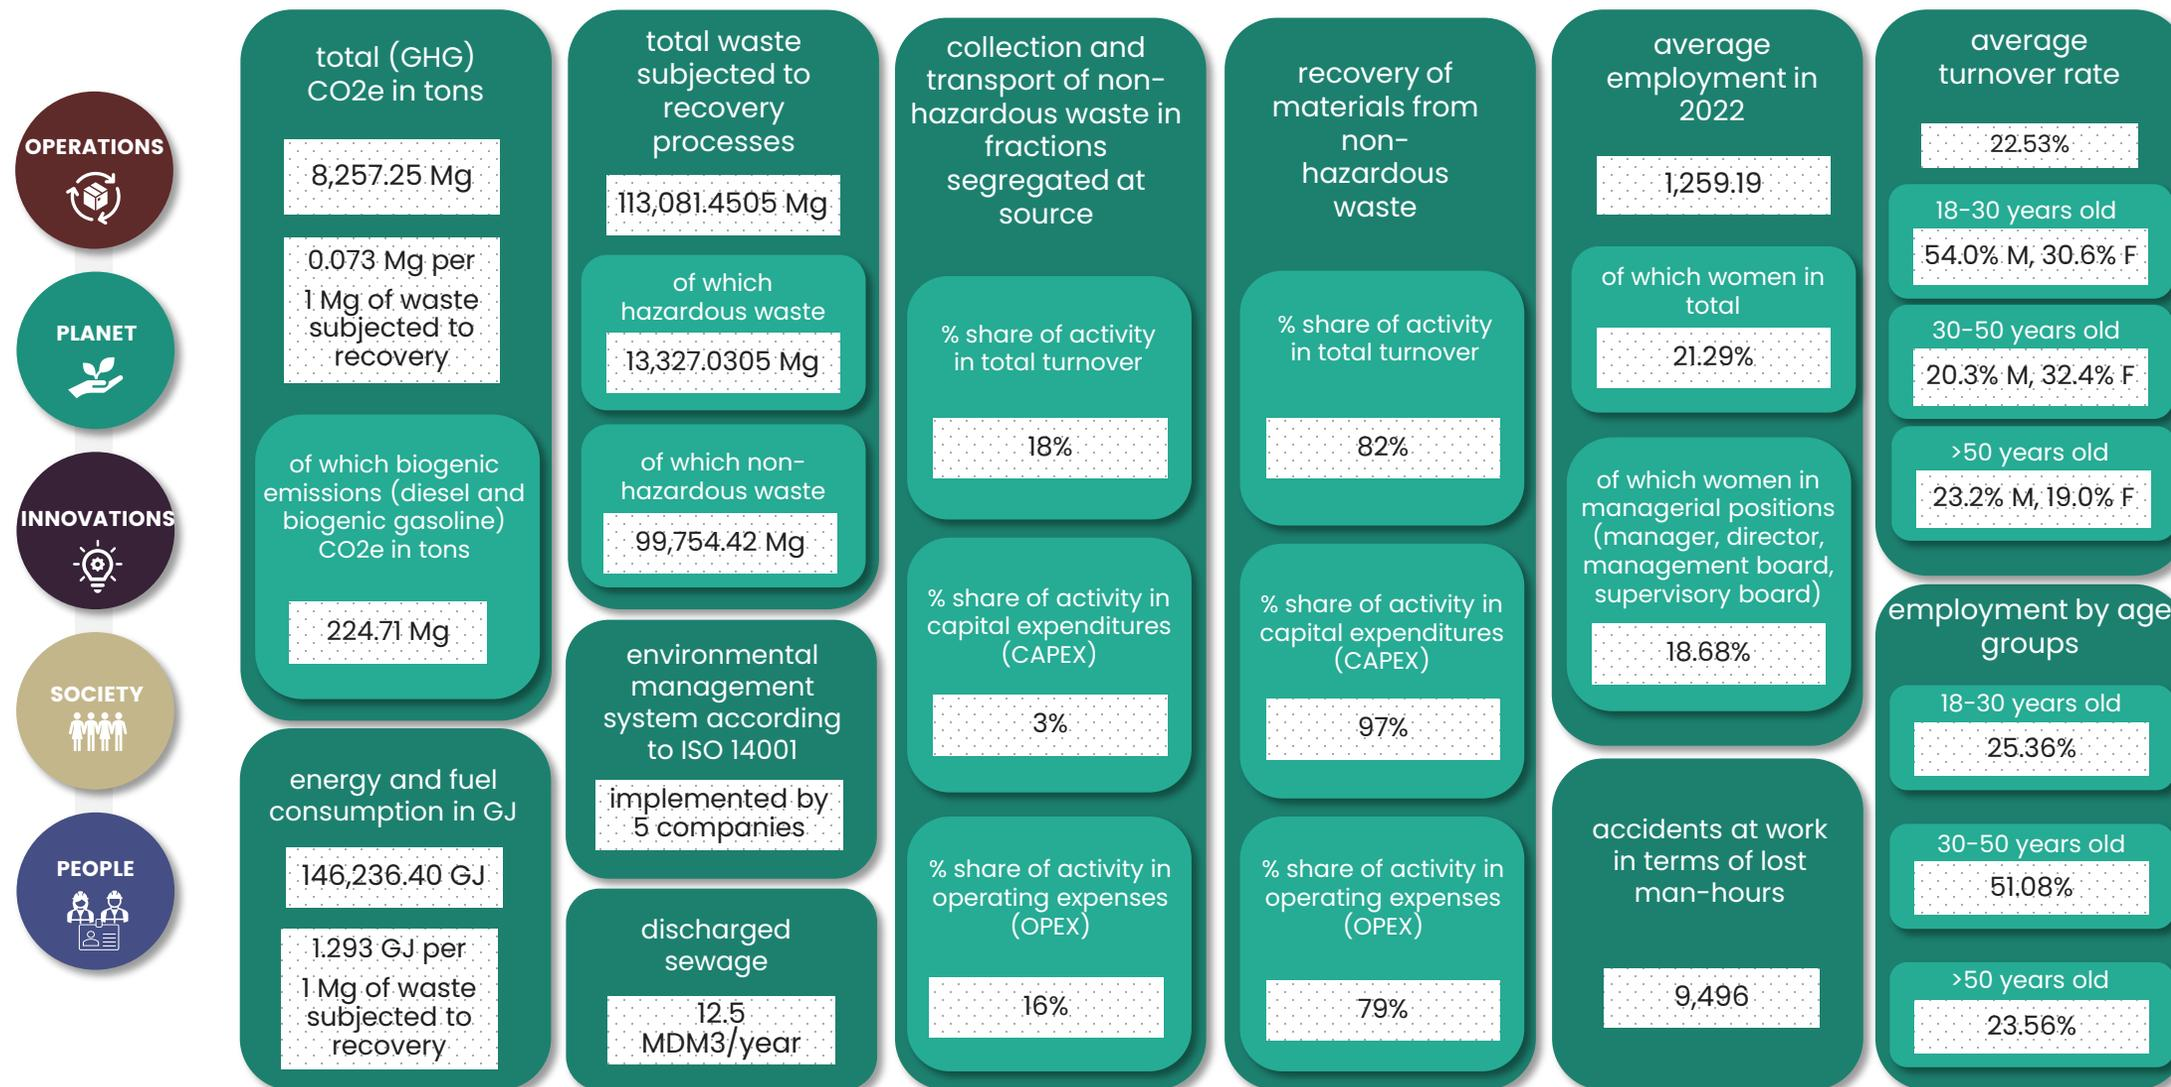 OPERATIONS
PLANET
INNOVATIONS
SOCIETY
PEOPLE
total (GHG)
CO2e in tons
8,257.25 Mg
0.073 Mg per
1 Mg of waste
subjected to
recovery
of which biogenic
emissions (diesel and
biogenic gasoline)
CO2e in tons
224.71 Mg
energy and fuel
consumption in GJ
146,236.40 GJ
1.293 GJ per
1 Mg of waste
subjected to
recovery
total waste
subjected to
recovery
processes
113,081.4505 Mg
of which
hazardous waste
13,327.0305 Mg
of which non-
hazardous waste
99,754.42 Mg
environmental
management
system according
to ISO 14001
implemented by
5 companies
discharged
sewage
12.5
MDM3/year
collection and
transport of non-
hazardous waste in
fractions
segregated at
source
% share of activity
in total turnover
18%
% share of activity in
capital expenditures
(CAPEX)
3%
% share of activity in
operating expenses
(OPEX)
16%
recovery of
materials from
non-
hazardous
waste
% share of activity
in total turnover
82%
% share of activity in
capital expenditures
(CAPEX)
97%
% share of activity in
operating expenses
(OPEX)
79%
average
employment in
2022
1,259.19
of which women in
total
21.29%
of which women in
managerial positions
(manager, director,
management board,
supervisory board)
18.68%
accidents at work
in terms of lost
man-hours
9,496
average
turnover rate
22.53%
18-30 years old
54.0% M, 30.6% F
30-50 years old
20.3% M, 32.4% F
>50 years old
23.2% M, 19.0% F
employment by age
groups
18-30 years old
25.36%
30-50 years old
51.08%
>50 years old
23.56%